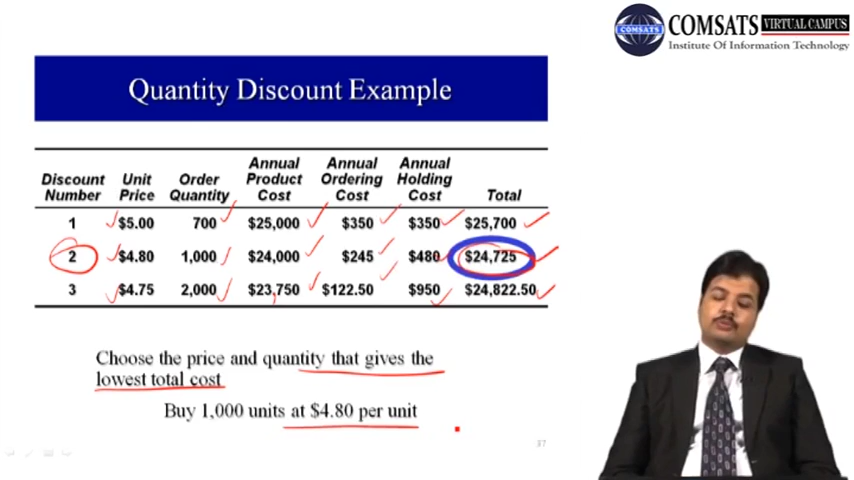 COMSATS VIRTUAL CAMPUS
COMSATS
Institute Of Information Technology
Quantity Discount Example
Discount Number Unit Price Order Quantity Annual Product Cost Annual Ordering Cost Annual Holding Cost Total
1 $5.00 700 $25,000 $350 $350 $25,700
2 $4.80 1,000 $24,000 $245 $480 $24,725
3 $4.75 2,000 $23,750 $122.50 $950 $24,822.50
Choose the price and quantity that gives the
lowest total cost
Buy 1,000 units at $4.80 per unit
37